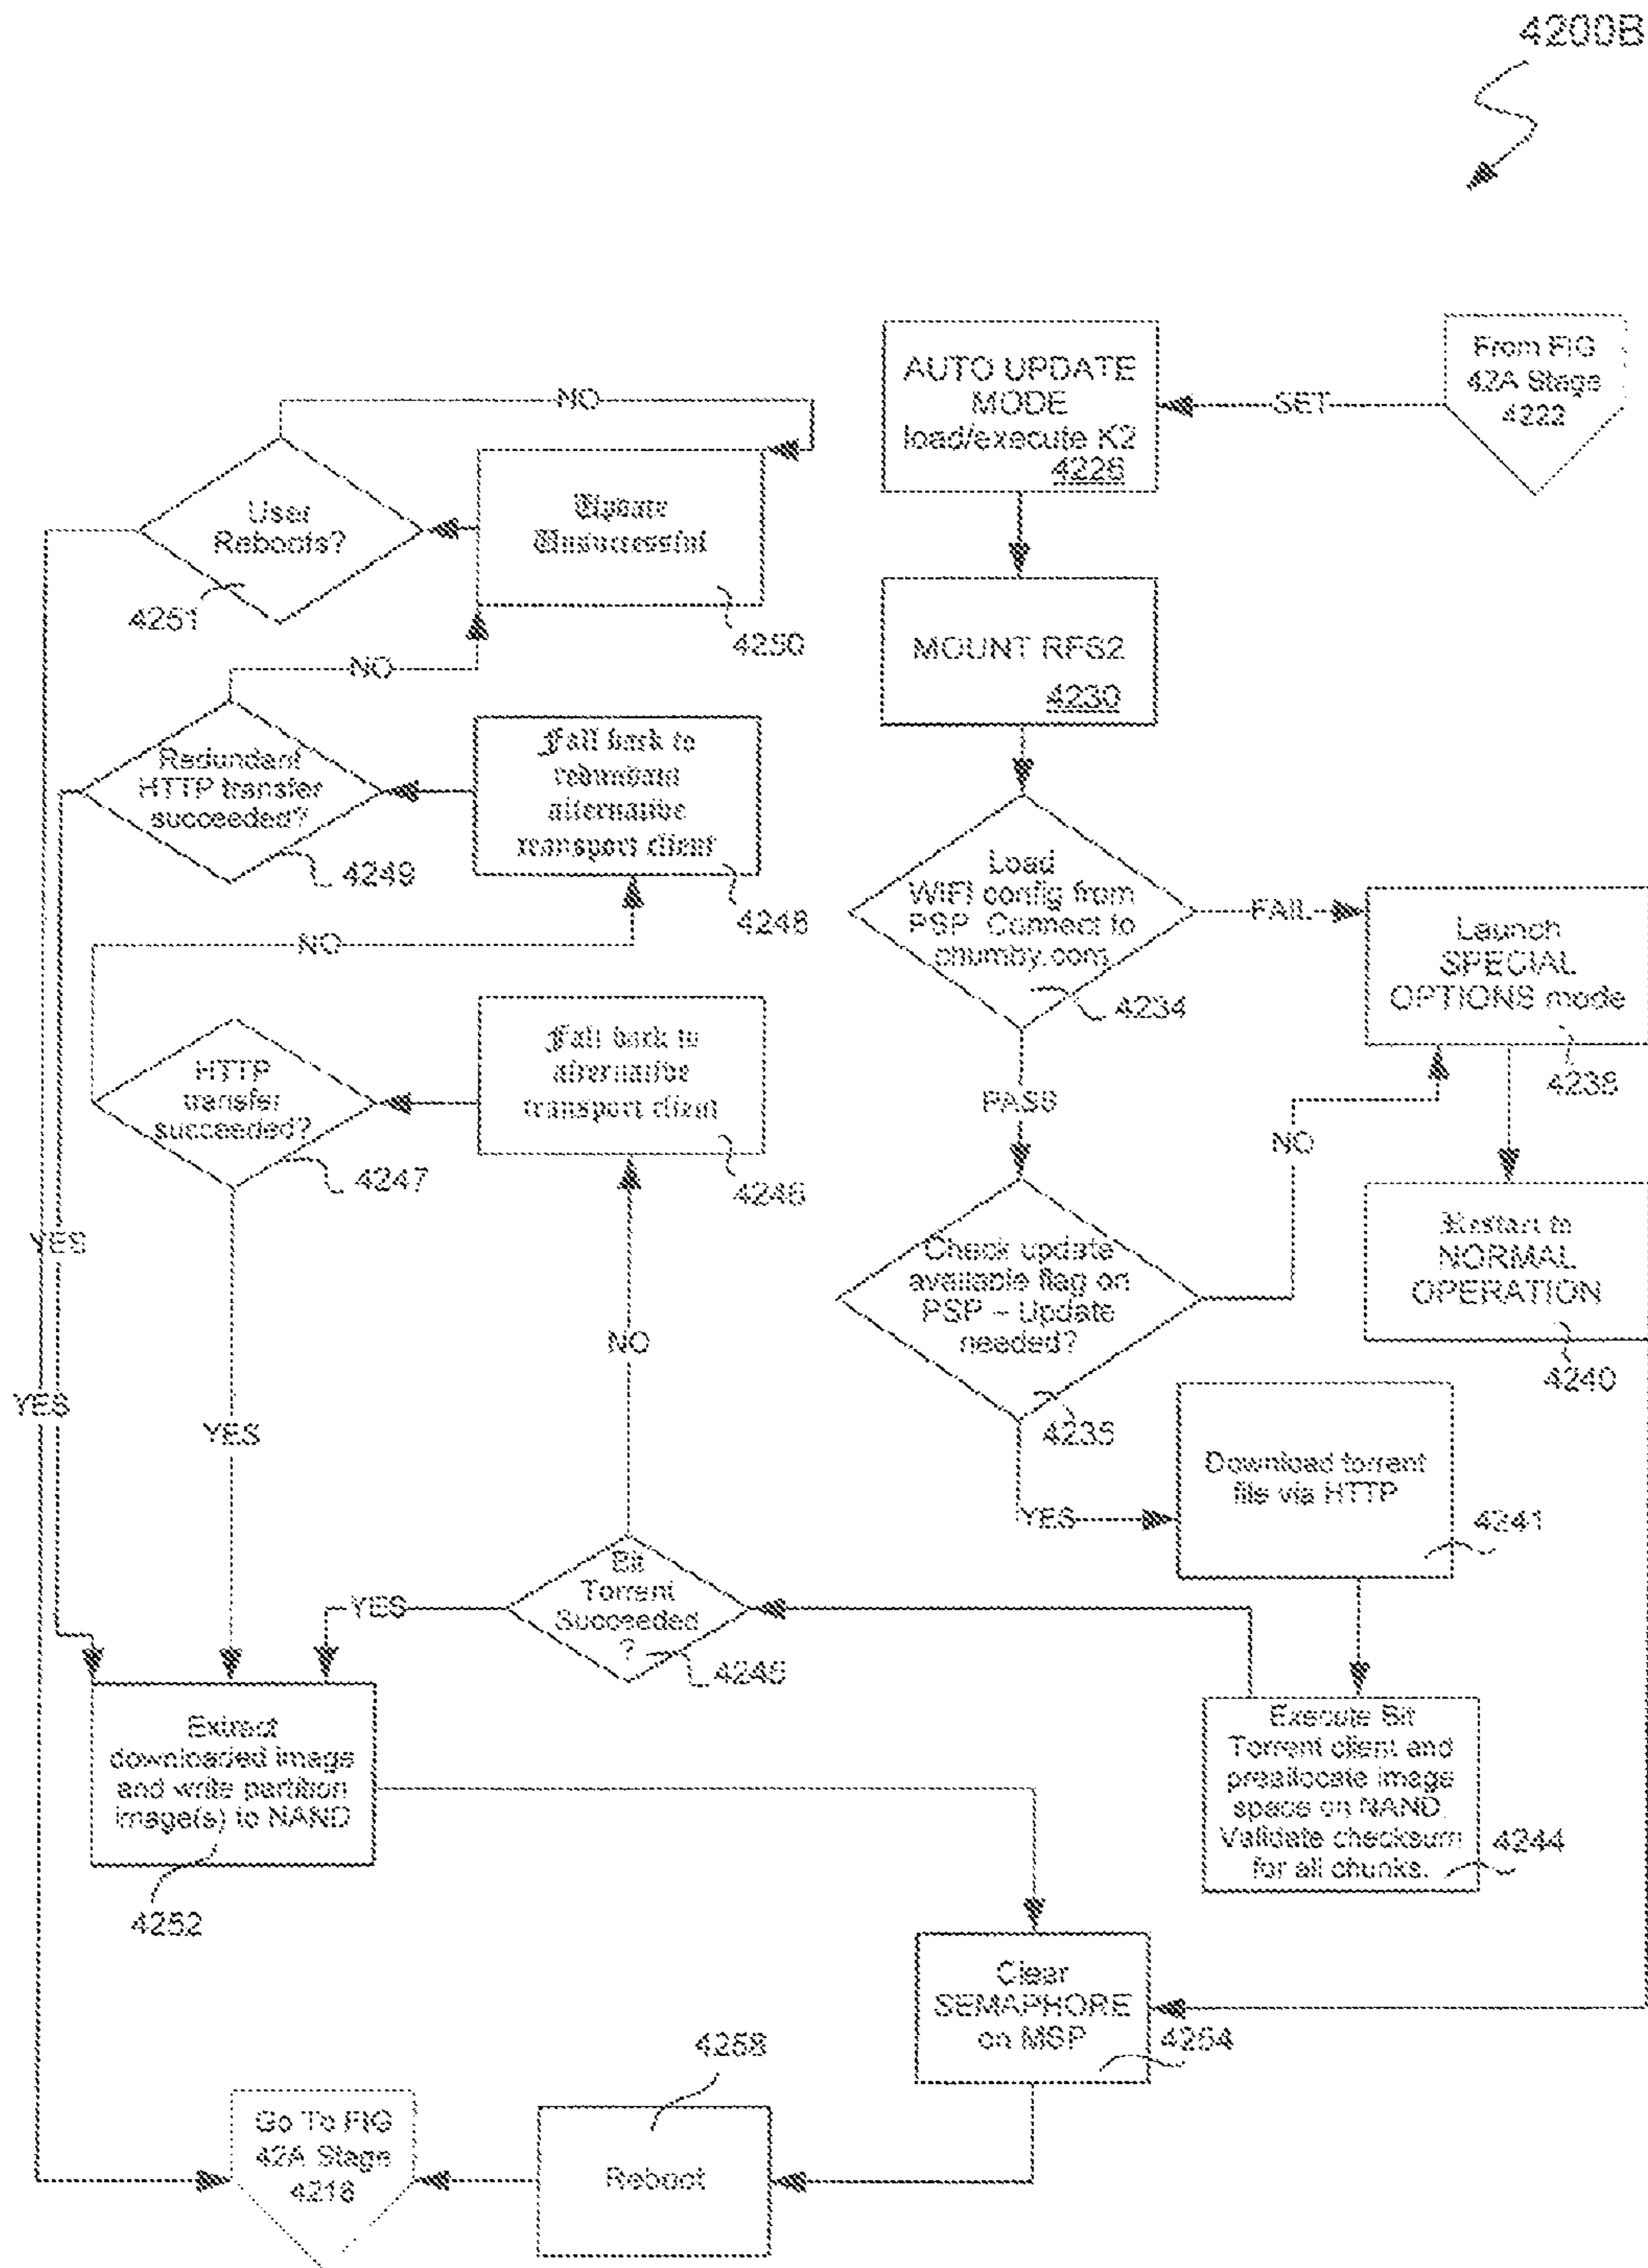 4200B
From FIG
42A Stage
4222
SET
AUTO UPDATE
MODE
load/execute K2
4226
MOUNT RFS2
4230
Load
WIFI config from
PSP Connect to
chumby.com
4234
FAIL
PASS
Launch
SPECIAL
OPTIONS mode
4238
Restart to
NORMAL
OPERATION
4240
NO
Check update
available flag on
PSP – Update
needed?
4235
YES
Download torrent
file via HTTP
4241
Execute Bit
Torrent client and
preallocate image
space on NAND.
Validate checksum
for all chunks.
4244
Bit
Torrent
Succeeded
?
4245
NO
YES
Fall back to
alternative
transport client
4246
HTTP
transfer
succeeded?
4247
NO
YES
Fall back to
redundant
alternative
transport client
4248
Redundant
HTTP transfer
succeeded?
4249
NO
YES
Update
Unsuccessful
4250
User
Reboots?
4251
NO
YES
Extract
downloaded image
and write partition
image(s) to NAND
4252
Clear
SEMAPHORE
on MSP
4254
Reboot
4258
Go To FIG
42A Stage
4218